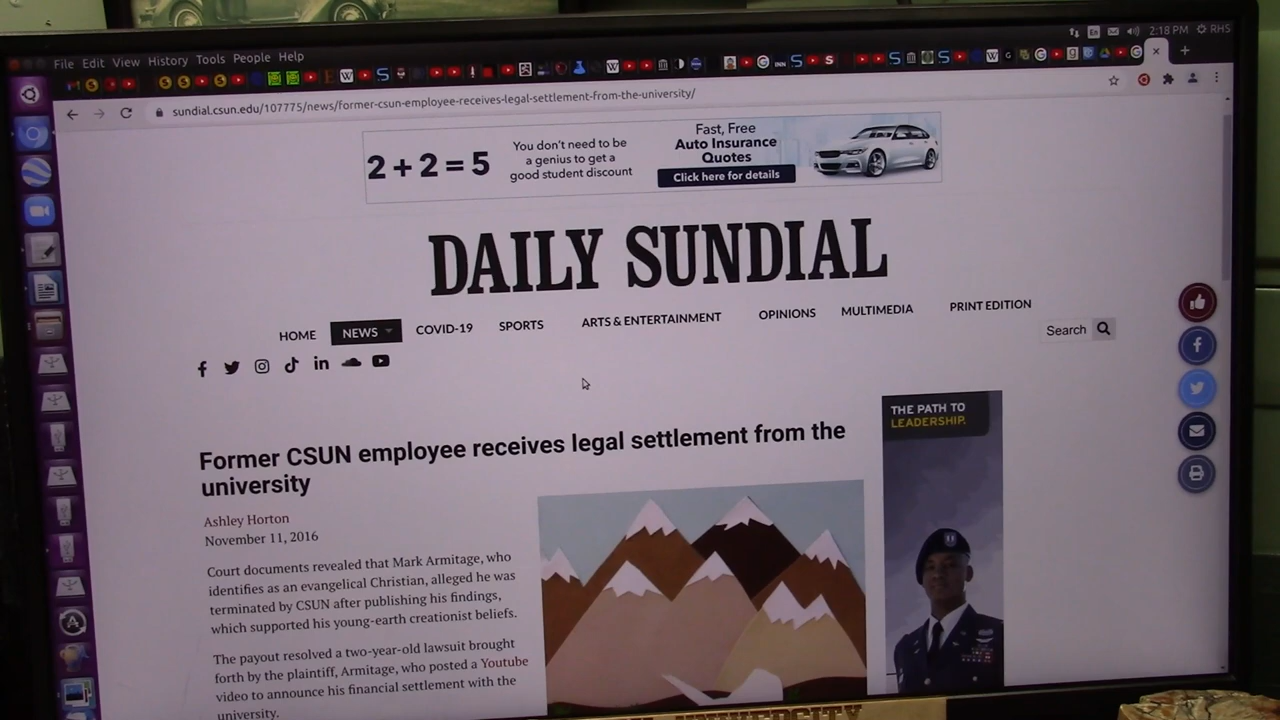 2:18 PM RHS
File Edit View History Tools People Help
sundial.csun.edu/107775/news/former-csun-employee-receives-legal-settlement-from-the-university/
2 + 2 = 5
You don't need to be
a genius to get a
good student discount
Fast, Free
Auto Insurance
Quotes
Click here for details
DAILY SUNDIAL
HOME NEWS COVID-19 SPORTS ARTS & ENTERTAINMENT OPINIONS MULTIMEDIA PRINT EDITION
Search
THE PATH TO
LEADERSHIP.
Former CSUN employee receives legal settlement from the
university
Ashley Horton
November 11, 2016
Court documents revealed that Mark Armitage, who
identifies as an evangelical Christian, alleged he was
terminated by CSUN after publishing his findings,
which supported his young-earth creationist beliefs.
The payout resolved a two-year-old lawsuit brought
forth by the plaintiff, Armitage, who posted a Youtube
video to announce his financial settlement with the
university.
UNIVERSITY